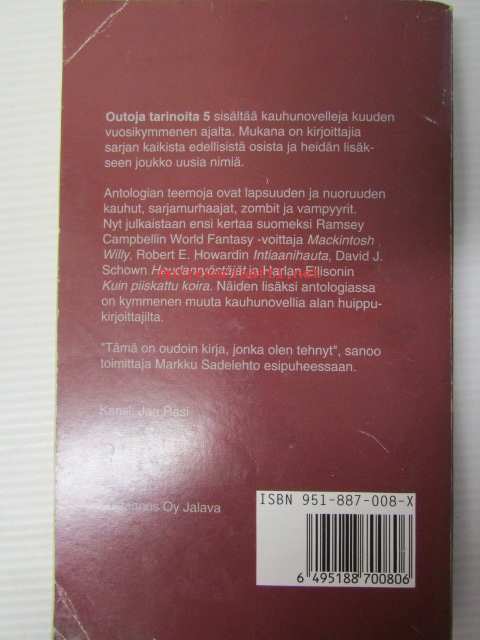 Outoja tarinoita 5 sisältää kauhunovelleja kuuden
vuosikymmenen ajalta. Mukana on kirjoittajia
sarjan kaikista edellisistä osista ja heidän lisäk-
seen joukko uusia nimiä.
Antologian teemoja ovat lapsuuden ja nuoruuden
kauhut, sarjamurhaajat, zombit ja vampyyrit.
Nyt julkaistaan ensi kertaa suomeksi Ramsey
Campbellin World Fantasy -voittaja Mackintosh
Willy, Robert E. Howardin Intiaanihauta, David J.
Schown Haudanryöstäjät ja Harlan Ellisonin
Kuin piiskattu koira. Näiden lisäksi antologiassa
on kymmenen muuta kauhunovellia alan huippu-
kirjoittajilta.
"Tämä on oudoin kirja, jonka olen tehnyt", sanoo
toimittaja Markku Sadelehto esipuheessaan.
Kansi: Jan Rasi
Oy Jalava
ISBN 951-887-008-X
6 495188 700806